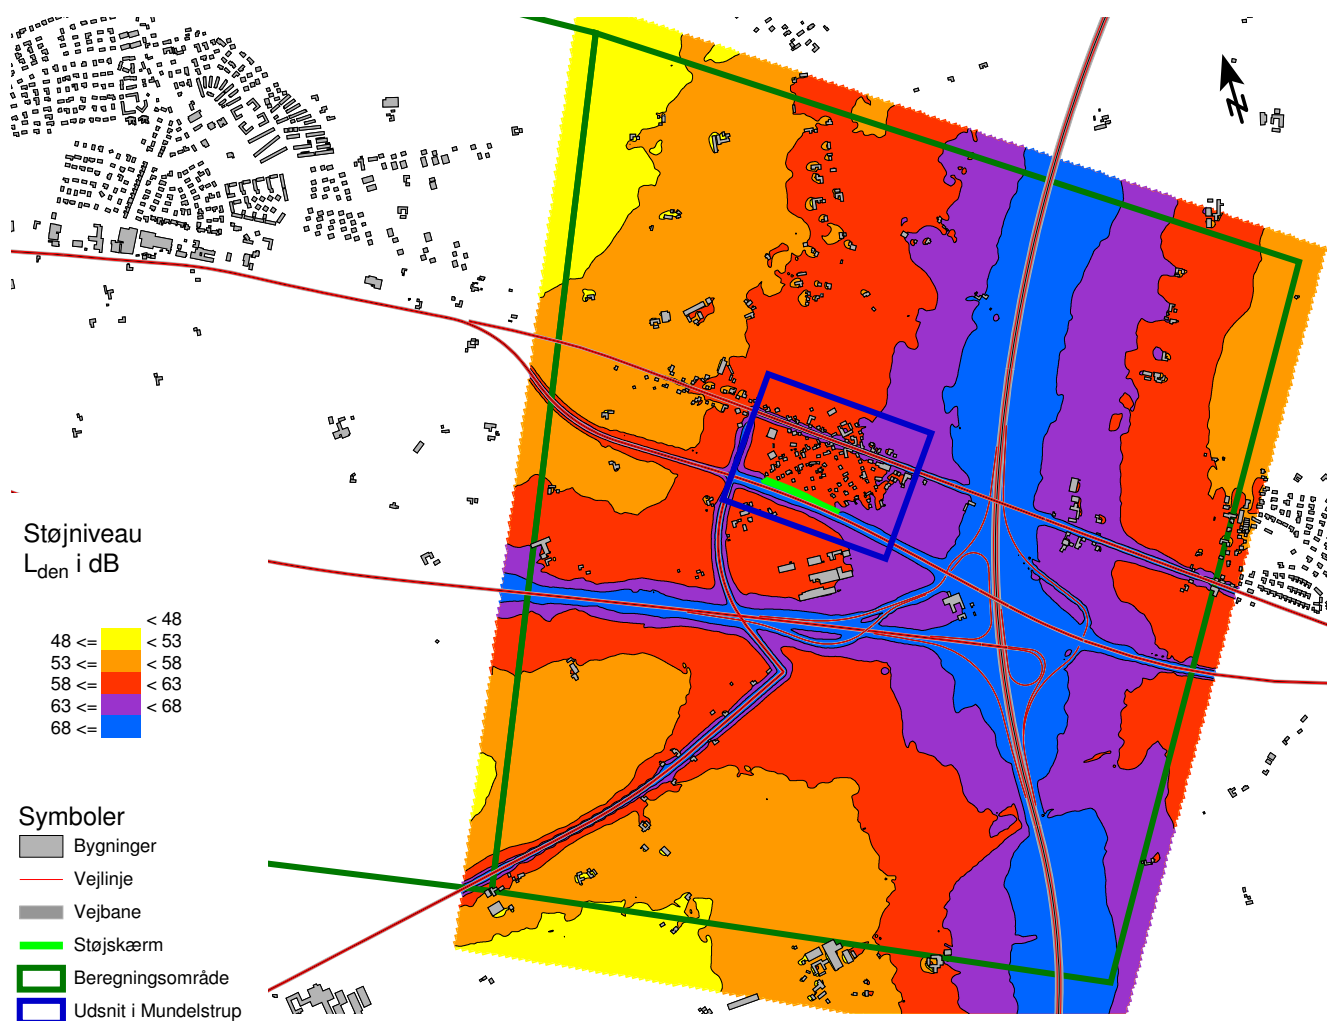 Støjniveau
Lden i dB
< 48
48 <= < 53
53 <= < 58
58 <= < 63
63 <= < 68
68 <=
Symboler
Bygninger
Vejlinje
Vejbane
Støjskærm
Beregningsområde
Udsnit i Mundelstrup